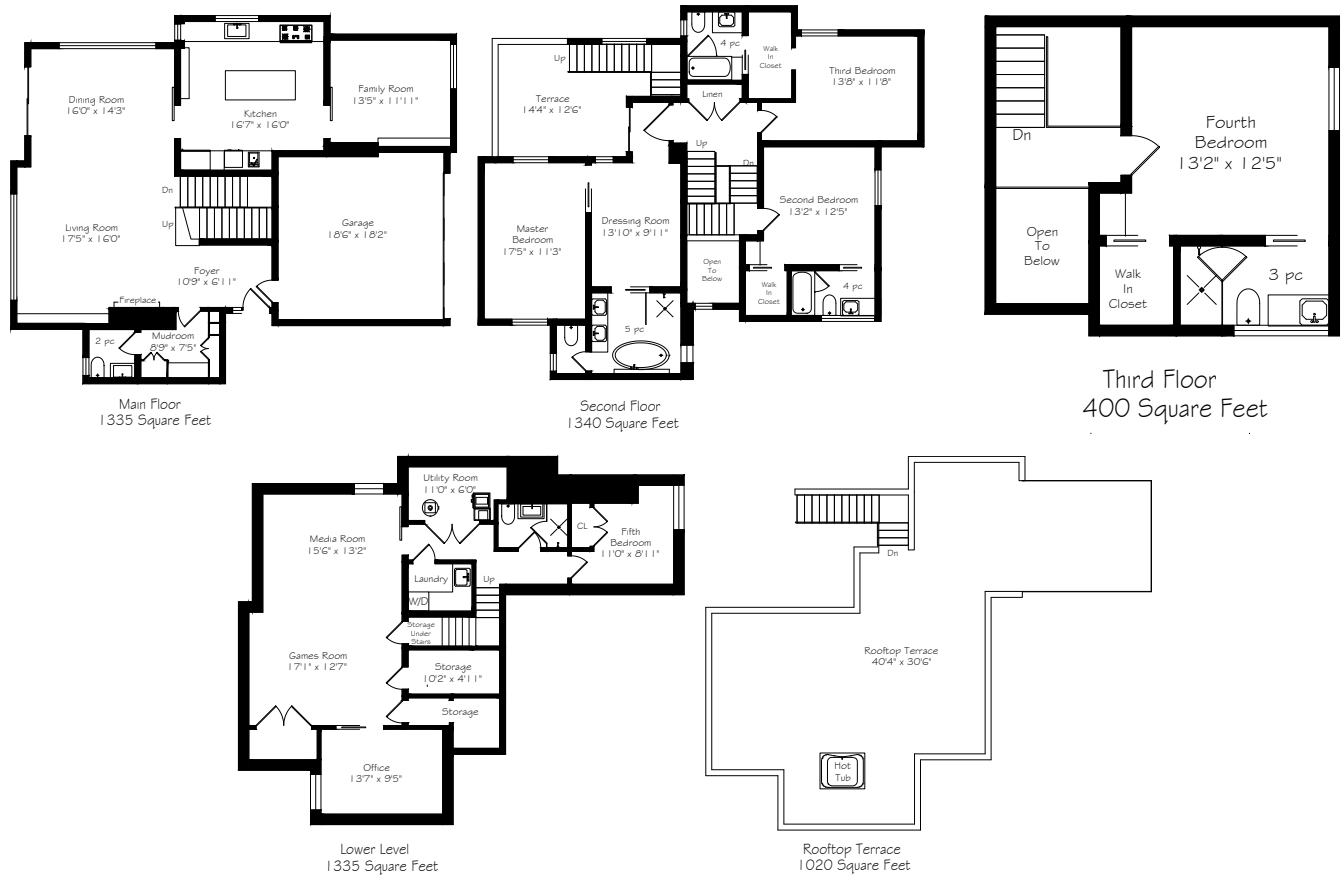 Dining Room
16'0" x 14'3"
Kitchen
16'7" x 16'0"
Family Room
13'5" x 11'11"
Dn
Up
Living Room
17'5" x 16'0"
Garage
18'6" x 18'2"
Foyer
10'9" x 6'11"
Fireplace
2 pc
Mudroom
8'9" x 7'5"
Main Floor
1335 Square Feet
Up
Terrace
14'4" x 12'6"
4 pc
Walk
In
Closet
Linen
Third Bedroom
13'8" x 11'8"
Up
Dn
Master
Bedroom
17'5" x 11'3"
Dressing Room
13'10" x 9'11"
Second Bedroom
13'2" x 12'5"
Open
To
Below
Walk
In
Closet
4 pc
5 pc
Second Floor
1340 Square Feet
Dn
Fourth
Bedroom
13'2" x 12'5"
Open
To
Below
Walk
In
Closet
3 pc
Third Floor
400 Square Feet
Utility Room
11'0" x 6'0"
Media Room
15'6" x 13'2"
CL
Fifth
Bedroom
11'0" x 8'11"
Laundry
W/D
Up
Storage
Under
Stairs
Games Room
17'1" x 12'7"
Storage
10'2" x 4'11"
Storage
Office
13'7" x 9'5"
Lower Level
1335 Square Feet
Dn
Rooftop Terrace
40'4" x 30'6"
Hot
Tub
Rooftop Terrace
1020 Square Feet